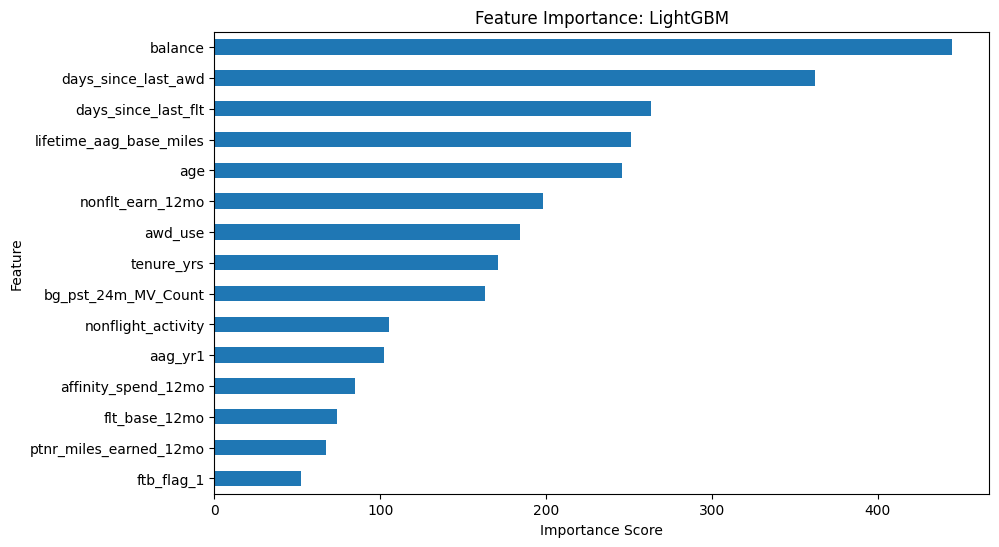 Feature Importance: LightGBM
Feature
balance
days_since_last_awd
days_since_last_flt
lifetime_aag_base_miles
age
nonflt_earn_12mo
awd_use
tenure_yrs
bg_pst_24m_MV_Count
nonflight_activity
aag_yr1
affinity_spend_12mo
flt_base_12mo
ptnr_miles_earned_12mo
ftb_flag_1
0 100 200 300 400
Importance Score